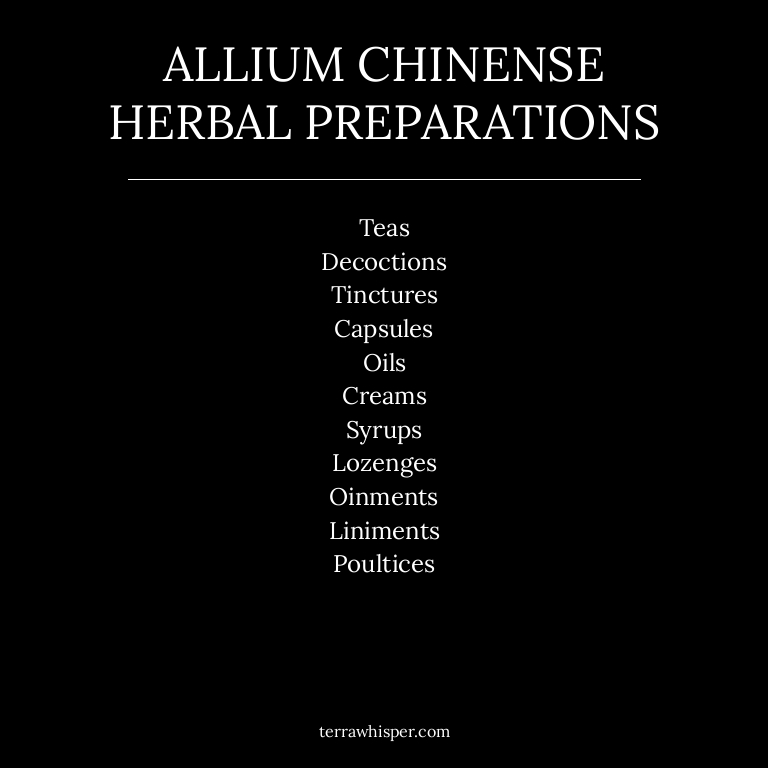 ALLIUM CHINENSE
HERBAL PREPARATIONS
Teas
Decoctions
Tinctures
Capsules
Oils
Creams
Syrups
Lozenges
Oinments
Liniments
Poultices
terrawhisper.com